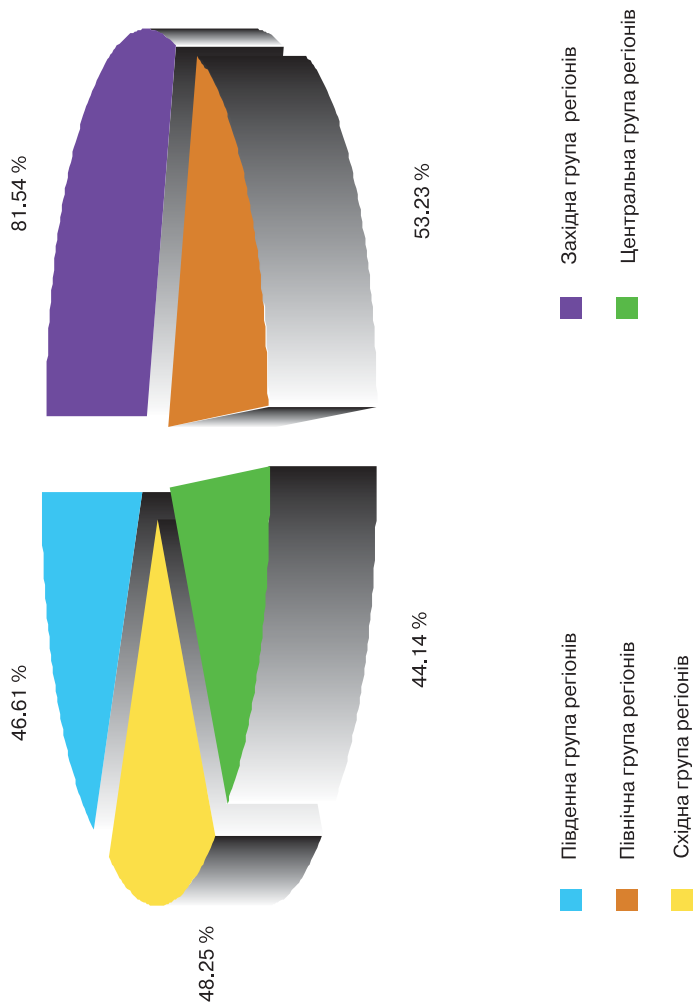 46.61 %
81.54 %
48.25 %
44.14 %
53.23 %
Південна група регіонів
Північна група регіонів
Східна група регіонів
Західна група регіонів
Центральна група регіонів